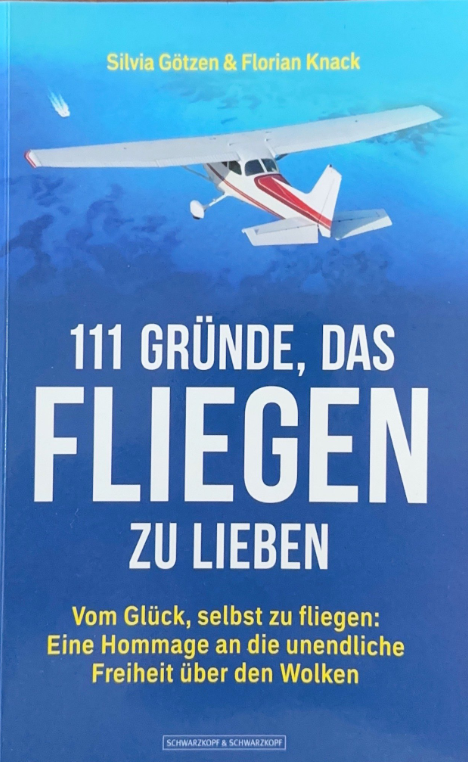 Silvia Götzen & Florian Knack
111 GRÜNDE, DAS
FLIEGEN
ZU LIEBEN
Vom Glück, selbst zu fliegen:
Eine Hommage an die unendliche
Freiheit über den Wolken
SCHWARZKOPF & SCHWARZKOPF